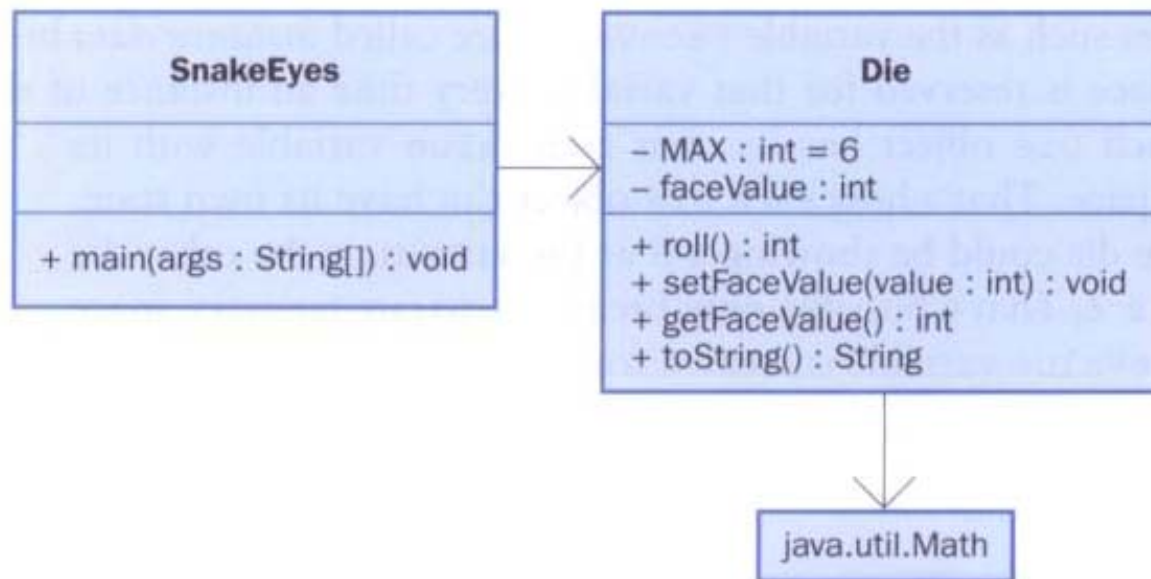 SnakeEyes
+ main(args : String[]) : void
Die
– MAX : int = 6
– faceValue : int
+ roll() : int
+ setFaceValue(value : int) : void
+ getFaceValue() : int
+ toString() : String
java.util.Math